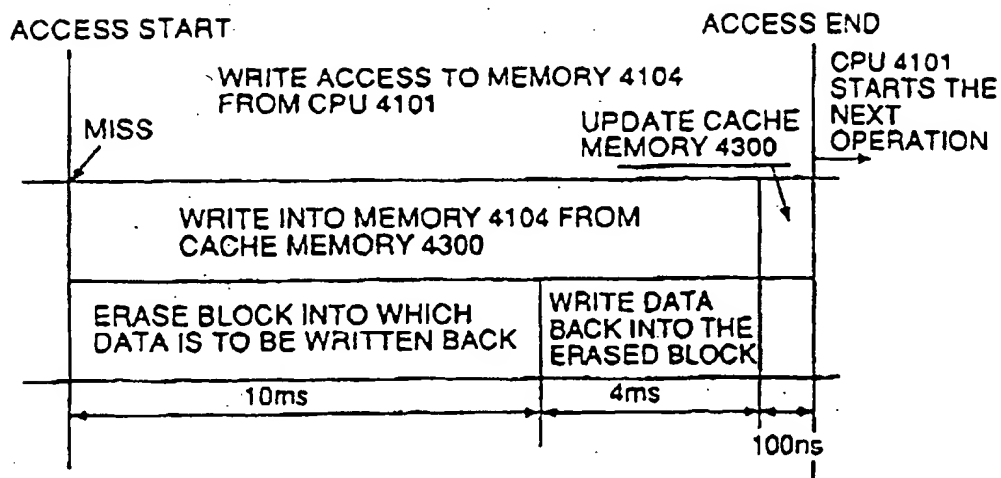 ACCESS START
ACCESS END
WRITE ACCESS TO MEMORY 4104
FROM CPU 4101
CPU 4101
STARTS THE
NEXT
OPERATION
MISS
UPDATE CACHE
MEMORY 4300
WRITE INTO MEMORY 4104 FROM
CACHE MEMORY 4300
ERASE BLOCK INTO WHICH
DATA IS TO BE WRITTEN BACK
WRITE DATA
BACK INTO THE
ERASED BLOCK
10ms
4ms
100ns